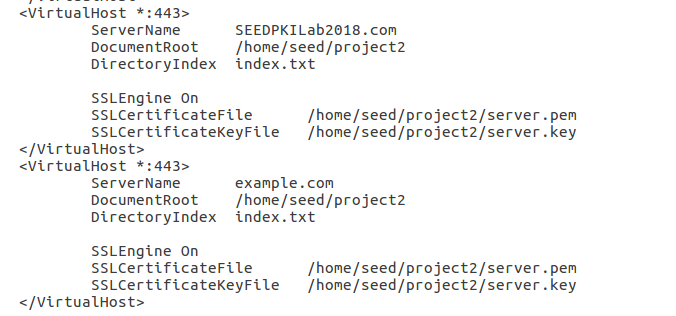 <VirtualHost *:443>
        ServerName      SEEDPKILab2018.com
        DocumentRoot    /home/seed/project2
        DirectoryIndex  index.txt

        SSLEngine On
        SSLCertificateFile      /home/seed/project2/server.pem
        SSLCertificateKeyFile   /home/seed/project2/server.key
</VirtualHost>
<VirtualHost *:443>
        ServerName      example.com
        DocumentRoot    /home/seed/project2
        DirectoryIndex  index.txt

        SSLEngine On
        SSLCertificateFile      /home/seed/project2/server.pem
        SSLCertificateKeyFile   /home/seed/project2/server.key
</VirtualHost>